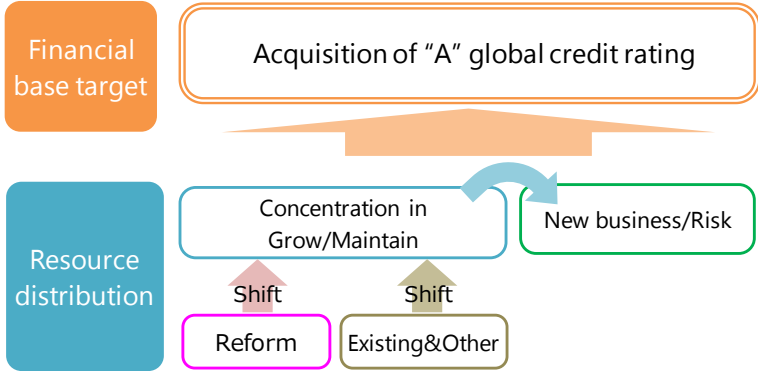 Financial
base target
Acquisition of “A” global credit rating
Resource
distribution
Concentration in
Grow/Maintain
New business/Risk
Shift
Shift
Reform
Existing&Other